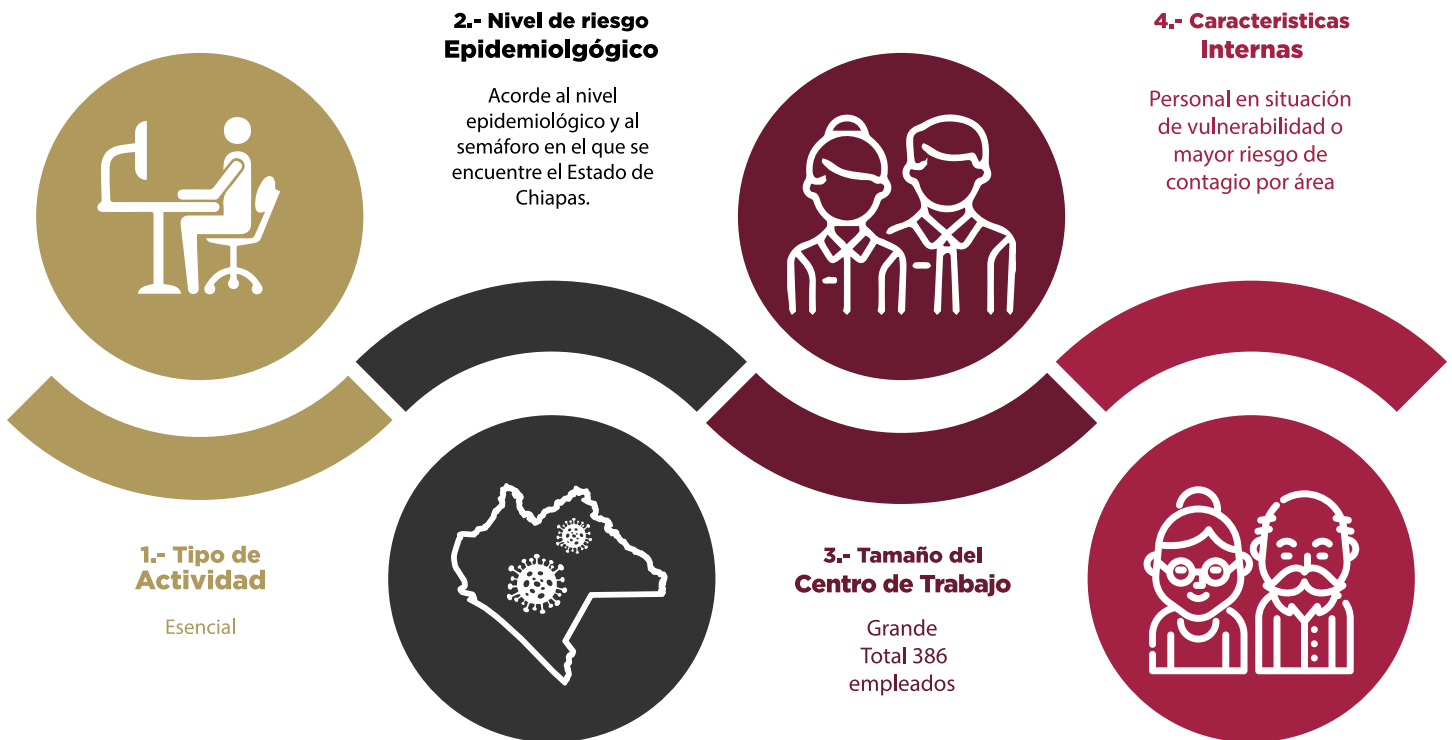 1.- Tipo de
Actividad
Esencial
2.- Nivel de riesgo
Epidemiolgógico
Acorde al nivel
epidemiológico y al
semáforo en el que se
encuentre el Estado de
Chiapas.
3.- Tamaño del
Centro de Trabajo
Grande
Total 386
empleados
4.- Caracteristicas
Internas
Personal en situación
de vulnerabilidad o
mayor riesgo de
contagio por área